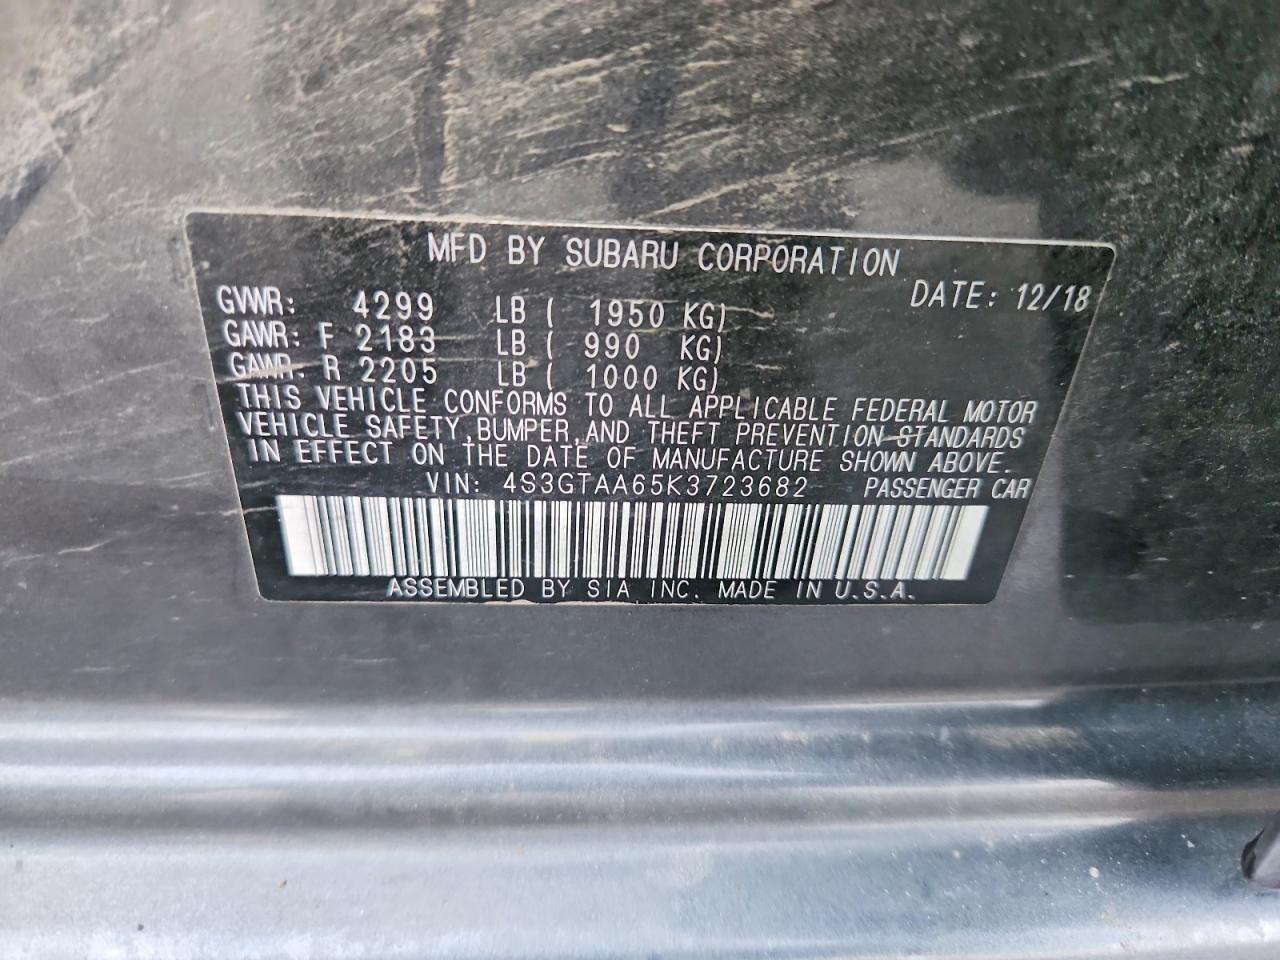 MFD BY SUBARU CORPORATION
DATE: 12/18
GVWR: 4299 LB ( 1950 KG)
GAWR: F 2183 LB ( 990 KG)
GAWR: R 2205 LB ( 1000 KG)
THIS VEHICLE CONFORMS TO ALL APPLICABLE FEDERAL MOTOR
VEHICLE SAFETY,BUMPER,AND THEFT PREVENTION STANDARDS
IN EFFECT ON THE DATE OF MANUFACTURE SHOWN ABOVE.
VIN: 4S3GTAA65K3723682 PASSENGER CAR
ASSEMBLED BY SIA INC. MADE IN U.S.A.